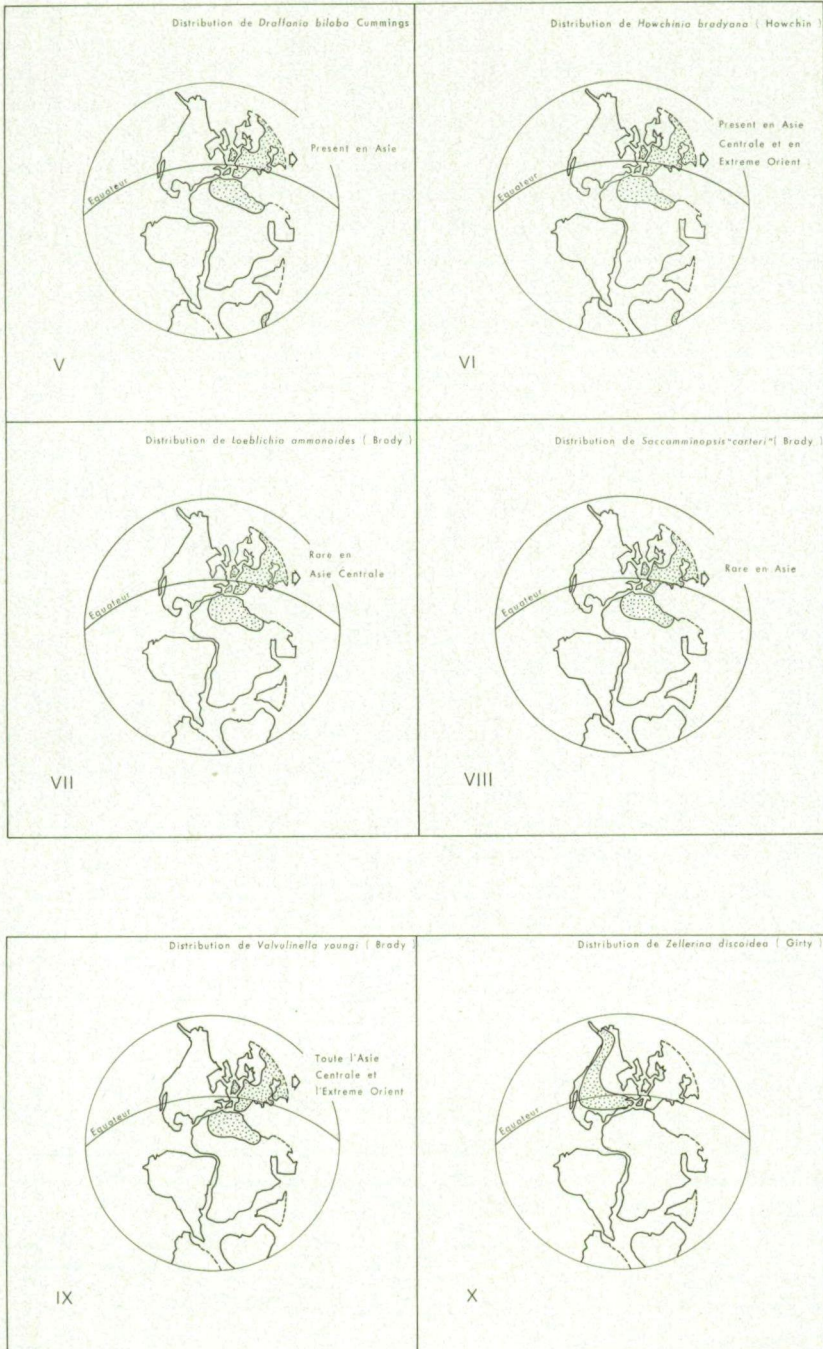 Distribution de Draffania biloba Cummings
Present en Asie
Equateur
V
Distribution de Howchinia bradyana ( Howchin )
Present en Asie
Centrale et en
Extreme Orient
Equateur
VI
Distribution de Loeblichia ammonoides ( Brady )
Rare en
Asie Centrale
Equateur
VII
Distribution de Saccamminopsis "carteri" ( Brady )
Rare en Asie
Equateur
VIII
Distribution de Valvulinella youngi ( Brady )
Toute l'Asie
Centrale et
l'Extreme Orient
Equateur
IX
Distribution de Zellerina discoidea ( Girty )
Equateur
X